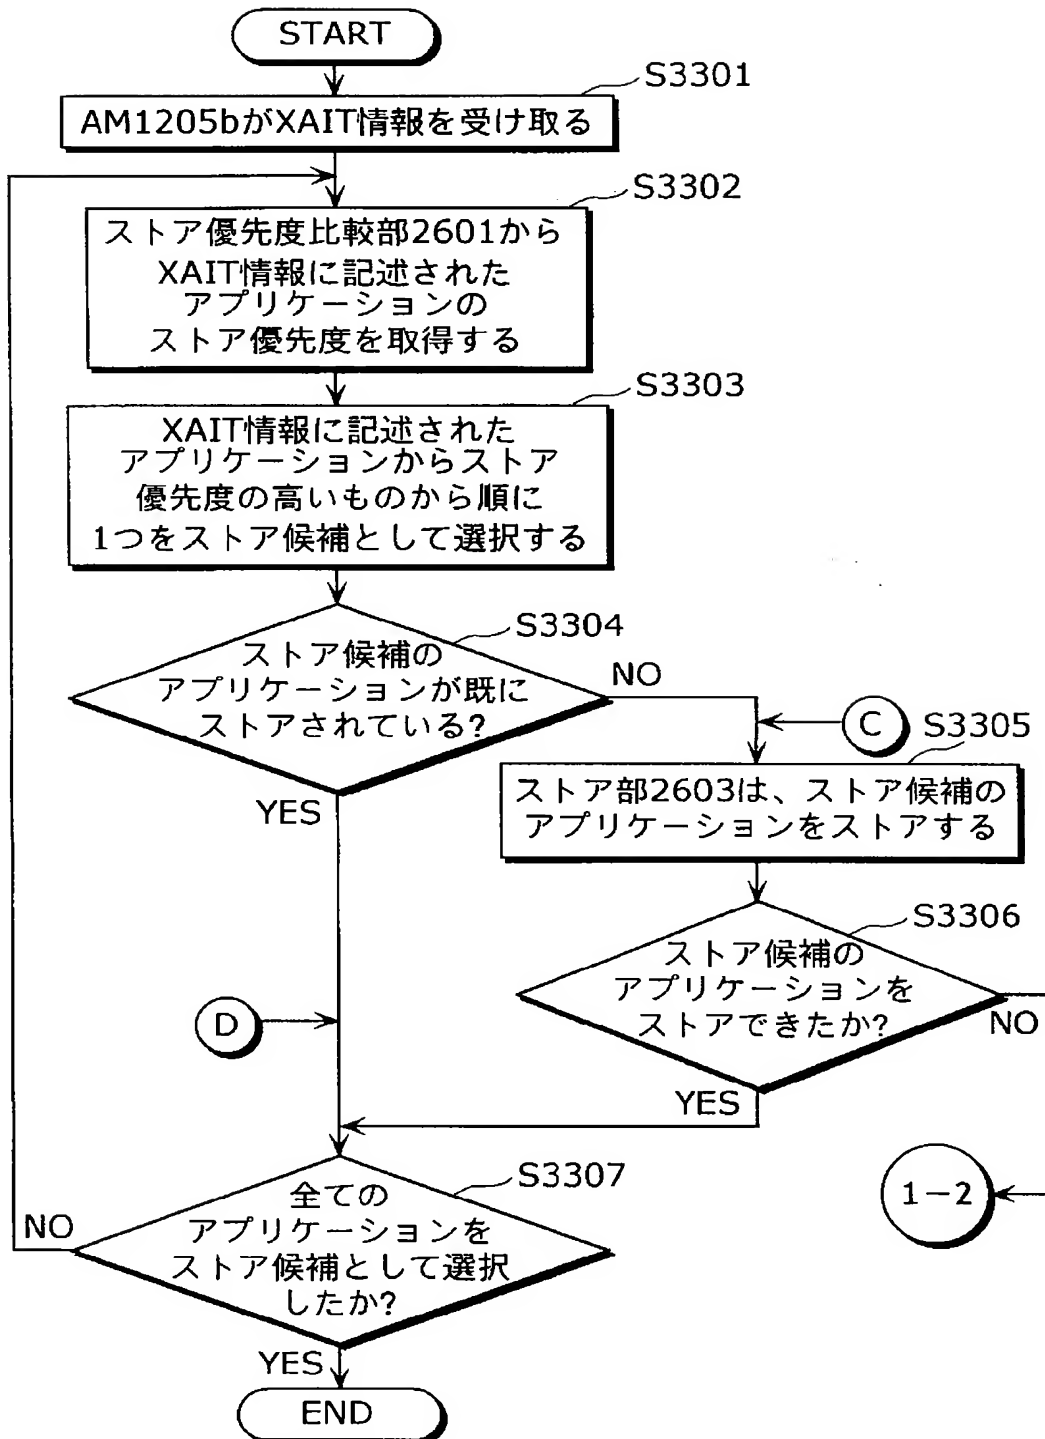 START
S3301
AM1205bがXAIT情報を受け取る
S3302
ストア優先度比較部2601から
XAIT情報に記述された
アプリケーションの
ストア優先度を取得する
S3303
XAIT情報に記述された
アプリケーションからストア
優先度の高いものから順に
1つをストア候補として選択する
S3304
ストア候補の
アプリケーションが既に
ストアされている?
NO
YES
C
S3305
ストア部2603は、ストア候補の
アプリケーションをストアする
S3306
ストア候補の
アプリケーションを
ストアできたか?
NO
YES
D
S3307
全ての
アプリケーションを
ストア候補として選択
したか?
NO
YES
1−2
END